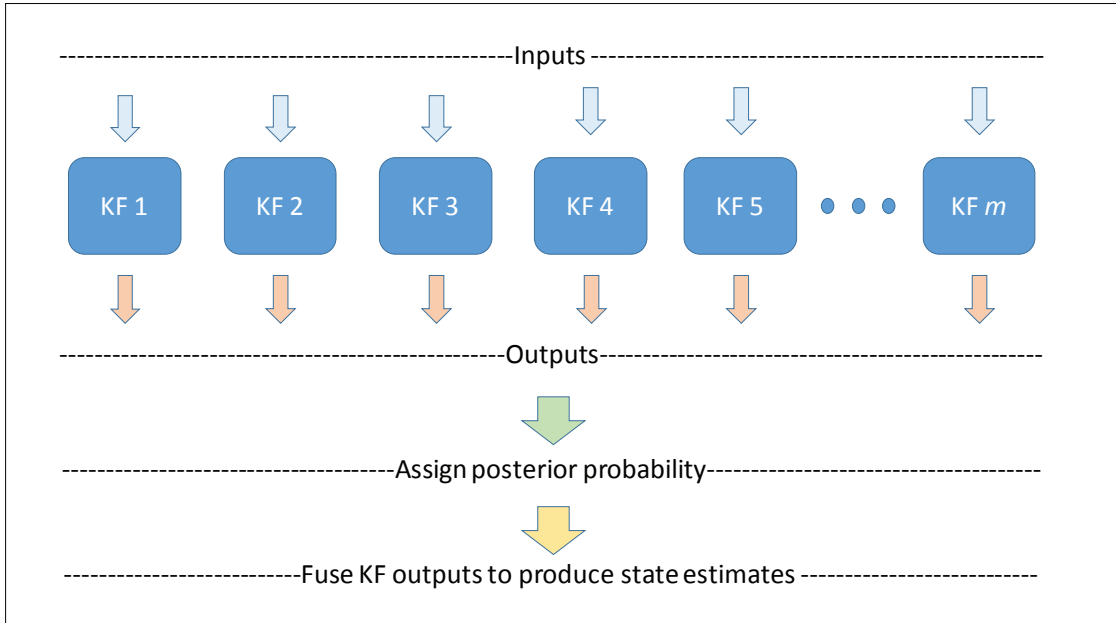 Inputs
KF 1
KF 2
KF 3
KF 4
KF 5
KF m
Outputs
Assign posterior probability
Fuse KF outputs to produce state estimates